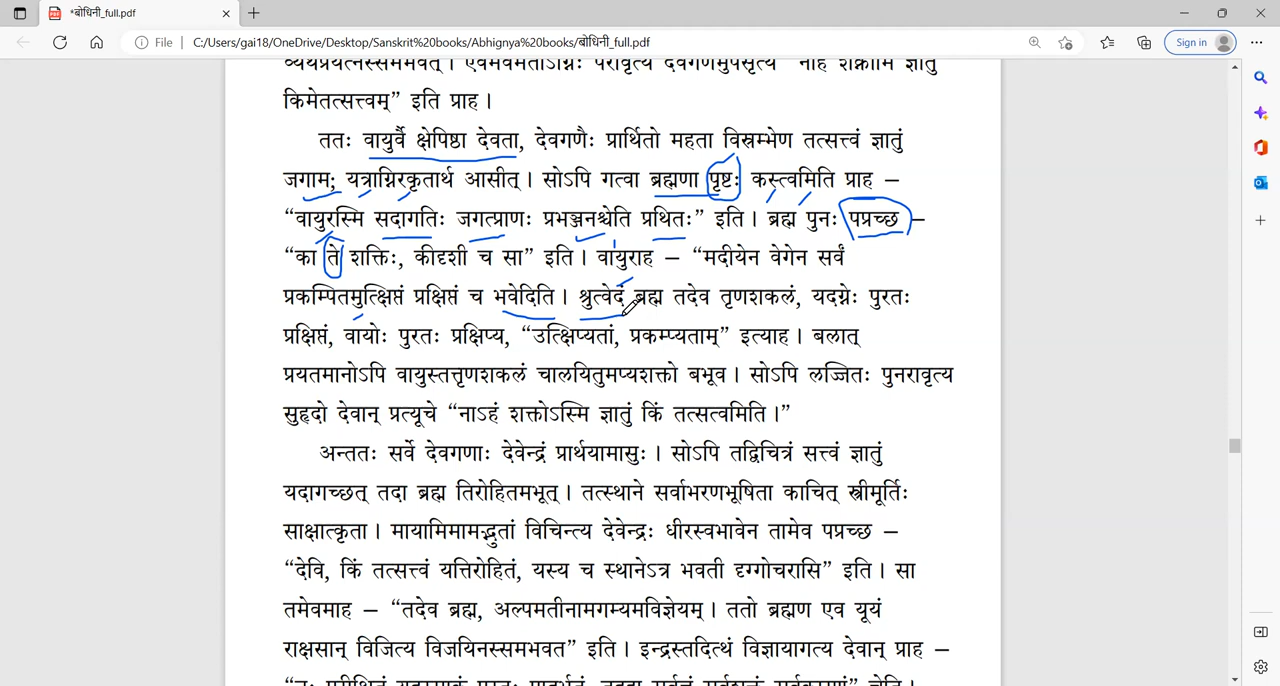 *बोधिनी_full.pdf
File
C:/Users/gai18/OneDrive/Desktop/Sanskrit%20books/Abhignya%20books/बोधिनी_full.pdf
Sign in
किमेतत्सत्त्वम्” इति प्राह ।
ततः वायुर्वै क्षेपिष्ठा देवता, देवगणैः प्रार्थितो महता विस्रम्भेण तत्सत्त्वं ज्ञातुं
जगाम; यत्राग्निरकृतार्थ आसीत् । सोऽपि गत्वा ब्रह्मणा पृष्टः कस्त्वमिति प्राह –
“वायुरस्मि सदागतिः जगत्प्राणः प्रभञ्जनश्चेति प्रथितः” इति । ब्रह्म पुनः पप्रच्छ –
“का ते शक्तिः, कीदृशी च सा” इति । वायुराह – “मदीयेन वेगेन सर्वं
प्रकम्पितमुत्क्षिप्तं प्रक्षिप्तं च भवेदिति । श्रुत्वेदं ब्रह्म तदेव तृणशकलं, यदग्नेः पुरतः
प्रक्षिप्तं, वायोः पुरतः प्रक्षिप्य, “उत्क्षिप्यतां, प्रकम्प्यताम्” इत्याह । बलात्
प्रयतमानोऽपि वायुस्तत्तृणशकलं चालयितुमप्यशक्तो बभूव । सोऽपि लज्जितः पुनरावृत्य
सुहृदो देवान् प्रत्यूचे “नाऽहं शक्तोऽस्मि ज्ञातुं किं तत्सत्वमिति ।”
अन्ततः सर्वे देवगणाः देवेन्द्रं प्रार्थयामासुः । सोऽपि तद्विचित्रं सत्त्वं ज्ञातुं
यदागच्छत् तदा ब्रह्म तिरोहितमभूत् । तत्स्थाने सर्वाभरणभूषिता काचित् स्त्रीमूर्तिः
साक्षात्कृता । मायामिमामद्भुतां विचिन्त्य देवेन्द्रः धीरस्वभावेन तामेव पप्रच्छ –
“देवि, किं तत्सत्त्वं यत्तिरोहितं, यस्य च स्थानेऽत्र भवती दृग्गोचरासि” इति । सा
तमेवमाह – “तदेव ब्रह्म, अल्पमतीनामगम्यमविज्ञेयम् । ततो ब्रह्मण एव यूयं
राक्षसान् विजित्य विजयिनस्समभवत” इति । इन्द्रस्तदित्थं विज्ञायागत्य देवान् प्राह –